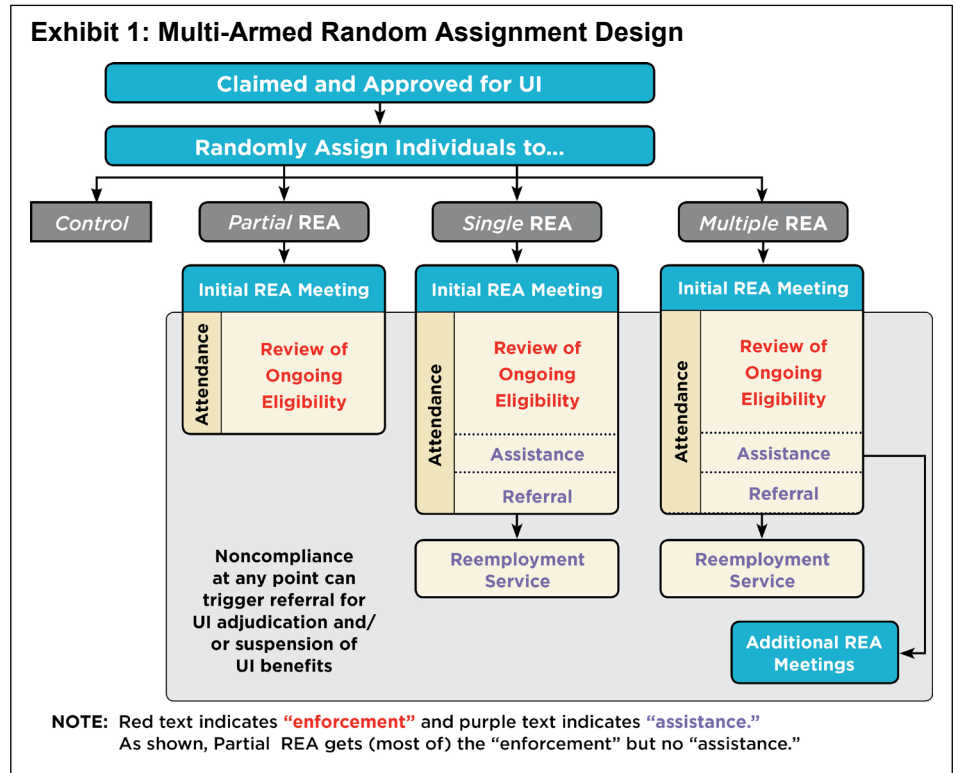 Exhibit 1: Multi-Armed Random Assignment Design
Claimed and Approved for UI
Randomly Assign Individuals to...
Control
Partial REA
Single REA
Multiple REA
Initial REA Meeting
Attendance
Review of
Ongoing
Eligibility
Initial REA Meeting
Attendance
Review of
Ongoing
Eligibility
Assistance
Referral
Reemployment
Service
Initial REA Meeting
Attendance
Review of
Ongoing
Eligibility
Assistance
Referral
Reemployment
Service
Additional REA
Meetings
Noncompliance
at any point can
trigger referral for
UI adjudication and/
or suspension of
UI benefits
NOTE: Red text indicates “enforcement” and purple text indicates “assistance.”
As shown, Partial REA gets (most of) the “enforcement” but no “assistance.”